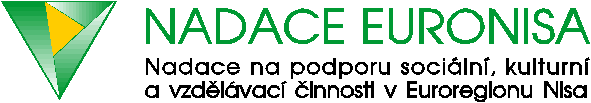 NADACE EURONISA
Nadace na podporu sociální, kulturní
a vzdělávací činnosti v Euroregionu Nisa